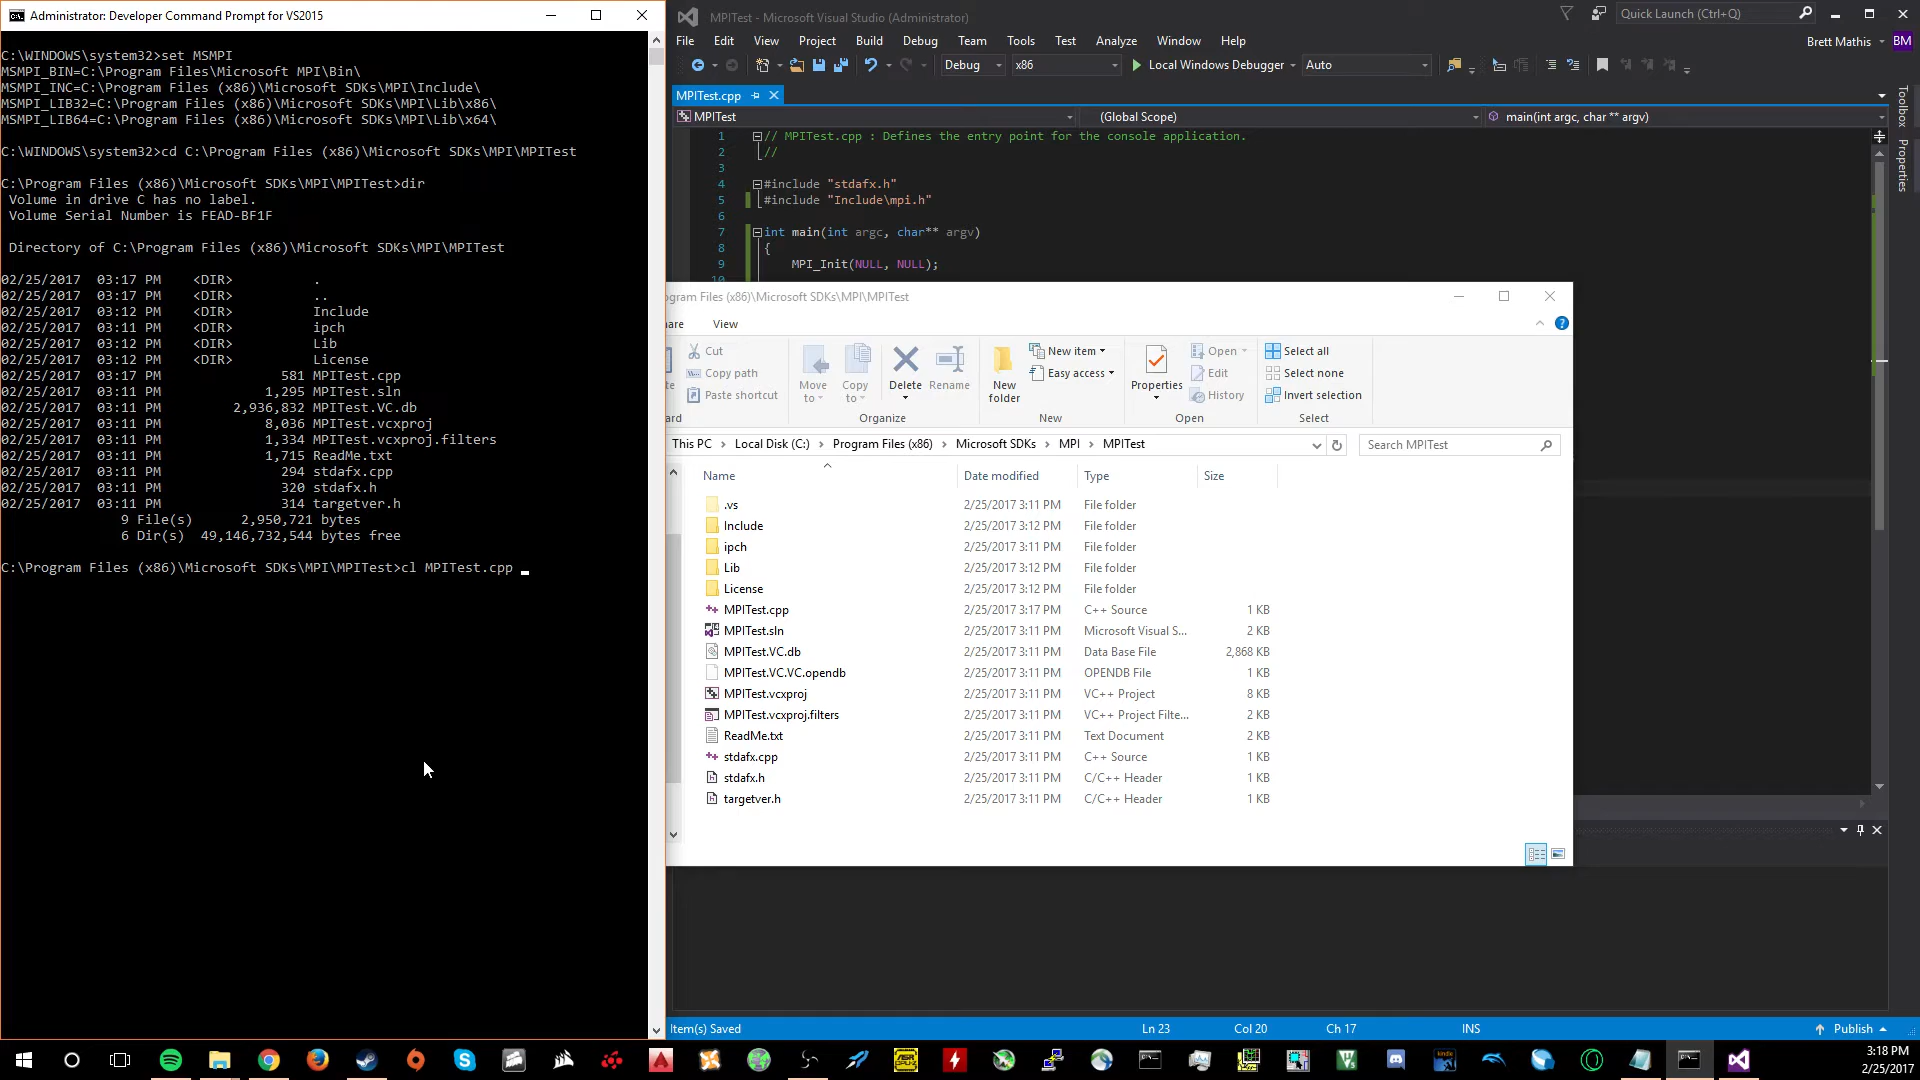 Administrator: Developer Command Prompt for VS2015
C:\WINDOWS\system32>set MSMPI
MSMPI_BIN=C:\Program Files\Microsoft MPI\Bin\
MSMPI_INC=C:\Program Files (x86)\Microsoft SDKs\MPI\Include\
MSMPI_LIB32=C:\Program Files (x86)\Microsoft SDKs\MPI\Lib\x86\
MSMPI_LIB64=C:\Program Files (x86)\Microsoft SDKs\MPI\Lib\x64\
C:\WINDOWS\system32>cd C:\Program Files (x86)\Microsoft SDKs\MPI\MPITest
C:\Program Files (x86)\Microsoft SDKs\MPI\MPITest>dir
Volume in drive C has no label.
Volume Serial Number is FEAD-BF1F
Directory of C:\Program Files (x86)\Microsoft SDKs\MPI\MPITest
02/25/2017 03:17 PM <DIR> .
02/25/2017 03:17 PM <DIR> ..
02/25/2017 03:12 PM <DIR> Include
02/25/2017 03:11 PM <DIR> ipch
02/25/2017 03:12 PM <DIR> Lib
02/25/2017 03:12 PM <DIR> License
02/25/2017 03:17 PM 581 MPITest.cpp
02/25/2017 03:11 PM 1,295 MPITest.sln
02/25/2017 03:11 PM 2,936,832 MPITest.VC.db
02/25/2017 03:11 PM 8,036 MPITest.vcxproj
02/25/2017 03:11 PM 1,334 MPITest.vcxproj.filters
02/25/2017 03:11 PM 1,715 ReadMe.txt
02/25/2017 03:11 PM 294 stdafx.cpp
02/25/2017 03:11 PM 320 stdafx.h
02/25/2017 03:11 PM 314 targetver.h
9 File(s) 2,950,721 bytes
6 Dir(s) 49,146,732,544 bytes free
C:\Program Files (x86)\Microsoft SDKs\MPI\MPITest>cl MPITest.cpp
MPITest - Microsoft Visual Studio (Administrator)
Quick Launch (Ctrl+Q)
File Edit View Project Build Debug Team Tools Test Analyze Window Help
Brett Mathis BM
Debug x86 Local Windows Debugger Auto
MPITest.cpp
MPITest (Global Scope) main(int argc, char ** argv)
Toolbox
Properties
1 // MPITest.cpp : Defines the entry point for the console application.
2 //
3
4 #include "stdafx.h"
5 #include "Include\mpi.h"
6
7 int main(int argc, char** argv)
8 {
9 MPI_Init(NULL, NULL);
10
ogram Files (x86)\Microsoft SDKs\MPI\MPITest
are View
Cut
Copy path
Paste shortcut
Move to
Copy to
Delete
Rename
New folder
New item
Easy access
Properties
Open
Edit
History
Select all
Select none
Invert selection
ard Organize New Open Select
This PC > Local Disk (C:) > Program Files (x86) > Microsoft SDKs > MPI > MPITest
Search MPITest
Name Date modified Type Size
.vs 2/25/2017 3:11 PM File folder
Include 2/25/2017 3:12 PM File folder
ipch 2/25/2017 3:11 PM File folder
Lib 2/25/2017 3:12 PM File folder
License 2/25/2017 3:12 PM File folder
MPITest.cpp 2/25/2017 3:17 PM C++ Source 1 KB
MPITest.sln 2/25/2017 3:11 PM Microsoft Visual S... 2 KB
MPITest.VC.db 2/25/2017 3:11 PM Data Base File 2,868 KB
MPITest.VC.VC.opendb 2/25/2017 3:11 PM OPENDB File 1 KB
MPITest.vcxproj 2/25/2017 3:11 PM VC++ Project 8 KB
MPITest.vcxproj.filters 2/25/2017 3:11 PM VC++ Project Filte... 2 KB
ReadMe.txt 2/25/2017 3:11 PM Text Document 2 KB
stdafx.cpp 2/25/2017 3:11 PM C++ Source 1 KB
stdafx.h 2/25/2017 3:11 PM C/C++ Header 1 KB
targetver.h 2/25/2017 3:11 PM C/C++ Header 1 KB
Item(s) Saved Ln 23 Col 20 Ch 17 INS Publish
3:18 PM
2/25/2017